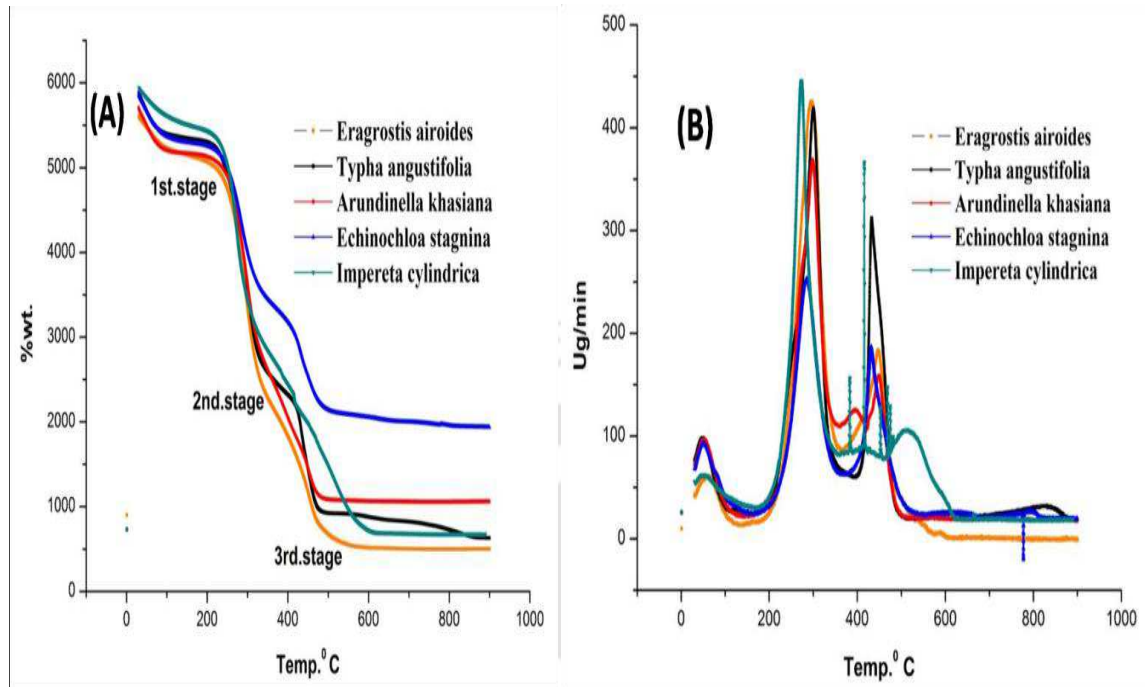 (A)
6000
5000
4000
3000
2000
1000
0
%wt.
Eragrostis airoides
Typha angustifolia
Arundinella khasiana
Echinochloa stagnina
Impereta cylindrica
1st.stage
2nd.stage
3rd.stage
0 200 400 600 800 1000
Temp.⁰ C
(B)
500
400
300
200
100
0
Ug/min
Eragrostis airoides
Typha angustifolia
Arundinella khasiana
Echinochloa stagnina
Impereta cylindrica
0 200 400 600 800 1000
Temp.⁰ C